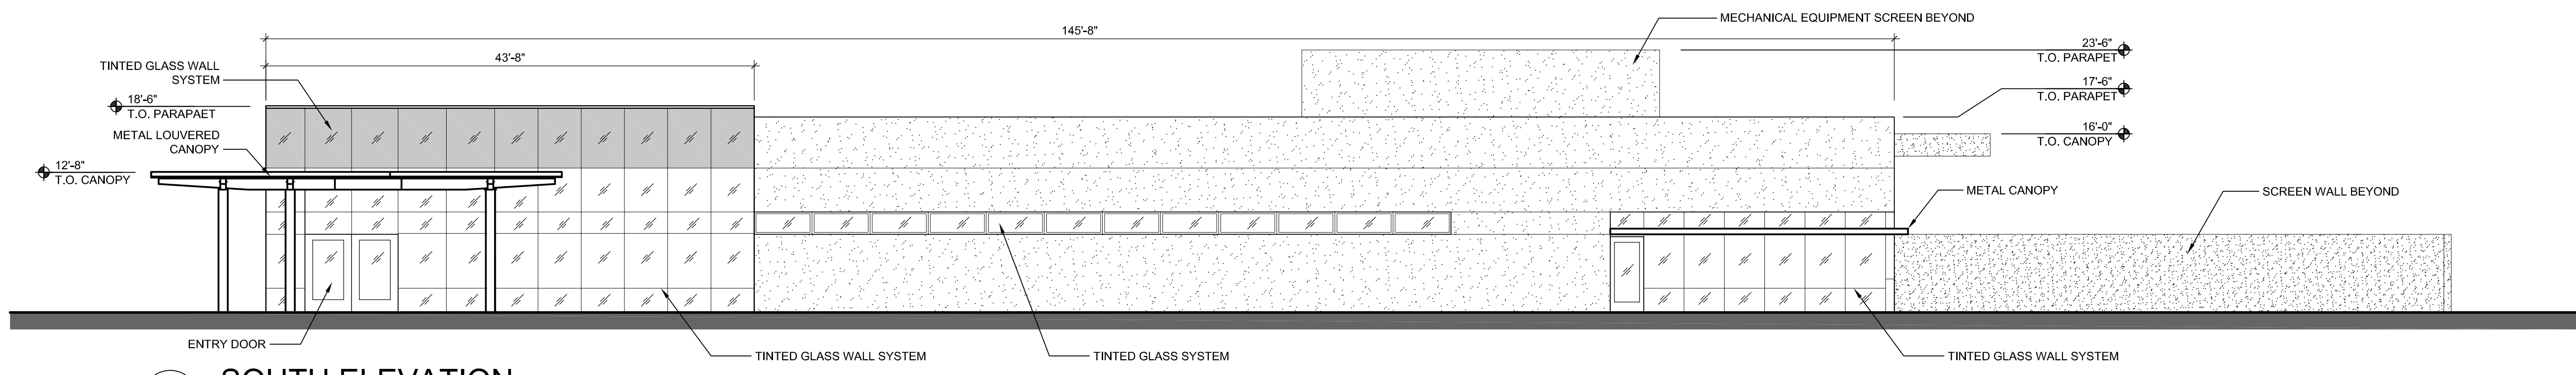 MECHANICAL EQUIPMENT SCREEN BEYOND
145'-8"
23'-6"
T.O. PARAPET
43'-8"
TINTED GLASS WALL
SYSTEM
17'-6"
T.O. PARAPET
18'-6"
T.O. PARAPAET
16'-0"
T.O. CANOPY
METAL LOUVERED
CANOPY
12'-8"
T.O. CANOPY
METAL CANOPY
SCREEN WALL BEYOND
ENTRY DOOR
TINTED GLASS WALL SYSTEM
TINTED GLASS SYSTEM
TINTED GLASS WALL SYSTEM
SOUTH ELEVATION